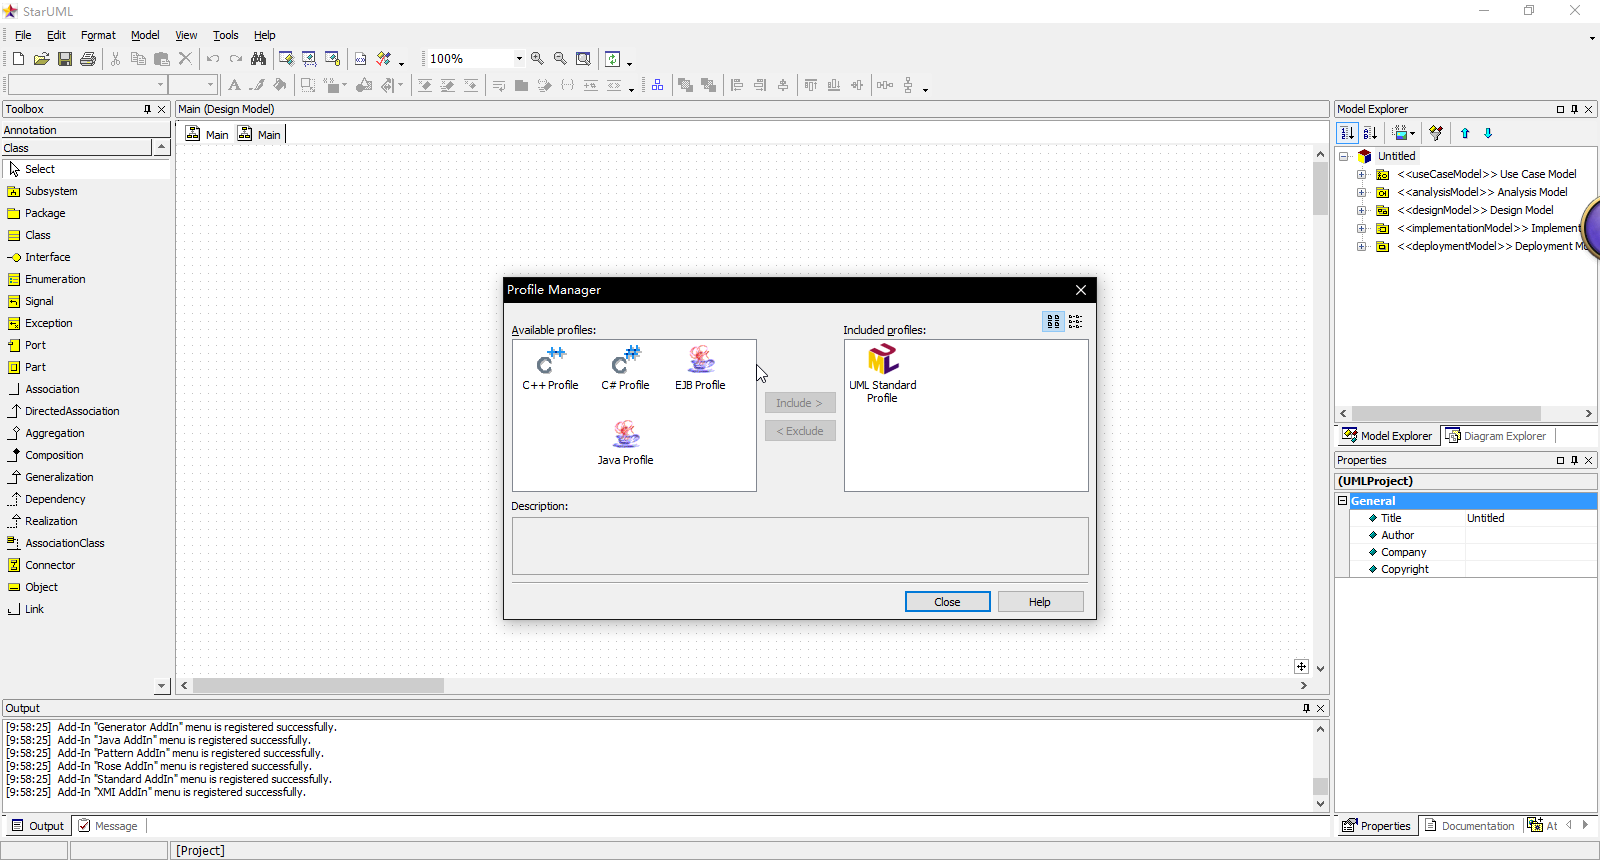 StarUML
File Edit Format Model View Tools Help
100%
Toolbox
Main (Design Model)
Model Explorer
Annotation
Class
Main Main
Select
Subsystem
Package
Class
Interface
Enumeration
Signal
Exception
Port
Part
Association
DirectedAssociation
Aggregation
Composition
Generalization
Dependency
Realization
AssociationClass
Connector
Object
Link
Profile Manager
Available profiles:
Included profiles:
C++ Profile
C# Profile
EJB Profile
Java Profile
Include >
< Exclude
UML Standard
Profile
Description:
Close
Help
Untitled
<<useCaseModel>> Use Case Model
<<analysisModel>> Analysis Model
<<designModel>> Design Model
<<implementationModel>> Implement
<<deploymentModel>> Deployment Mo
Model Explorer
Diagram Explorer
Properties
(UMLProject)
General
Title Untitled
Author
Company
Copyright
Output
[9:58:25] Add-In "Generator AddIn" menu is registered successfully.
[9:58:25] Add-In "Java AddIn" menu is registered successfully.
[9:58:25] Add-In "Pattern AddIn" menu is registered successfully.
[9:58:25] Add-In "Rose AddIn" menu is registered successfully.
[9:58:25] Add-In "Standard AddIn" menu is registered successfully.
[9:58:25] Add-In "XMI AddIn" menu is registered successfully.
Output Message
Properties Documentation At
[Project]